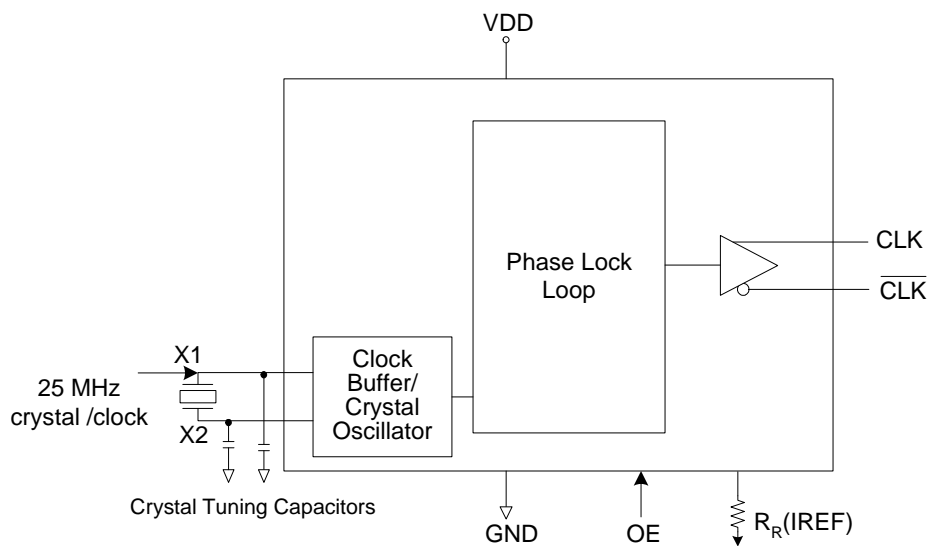 VDD
Phase Lock
Loop
CLK
CLK
Clock
Buffer/
Crystal
Oscillator
X1
25 MHz
crystal /clock
X2
Crystal Tuning Capacitors
GND
OE
RR(IREF)